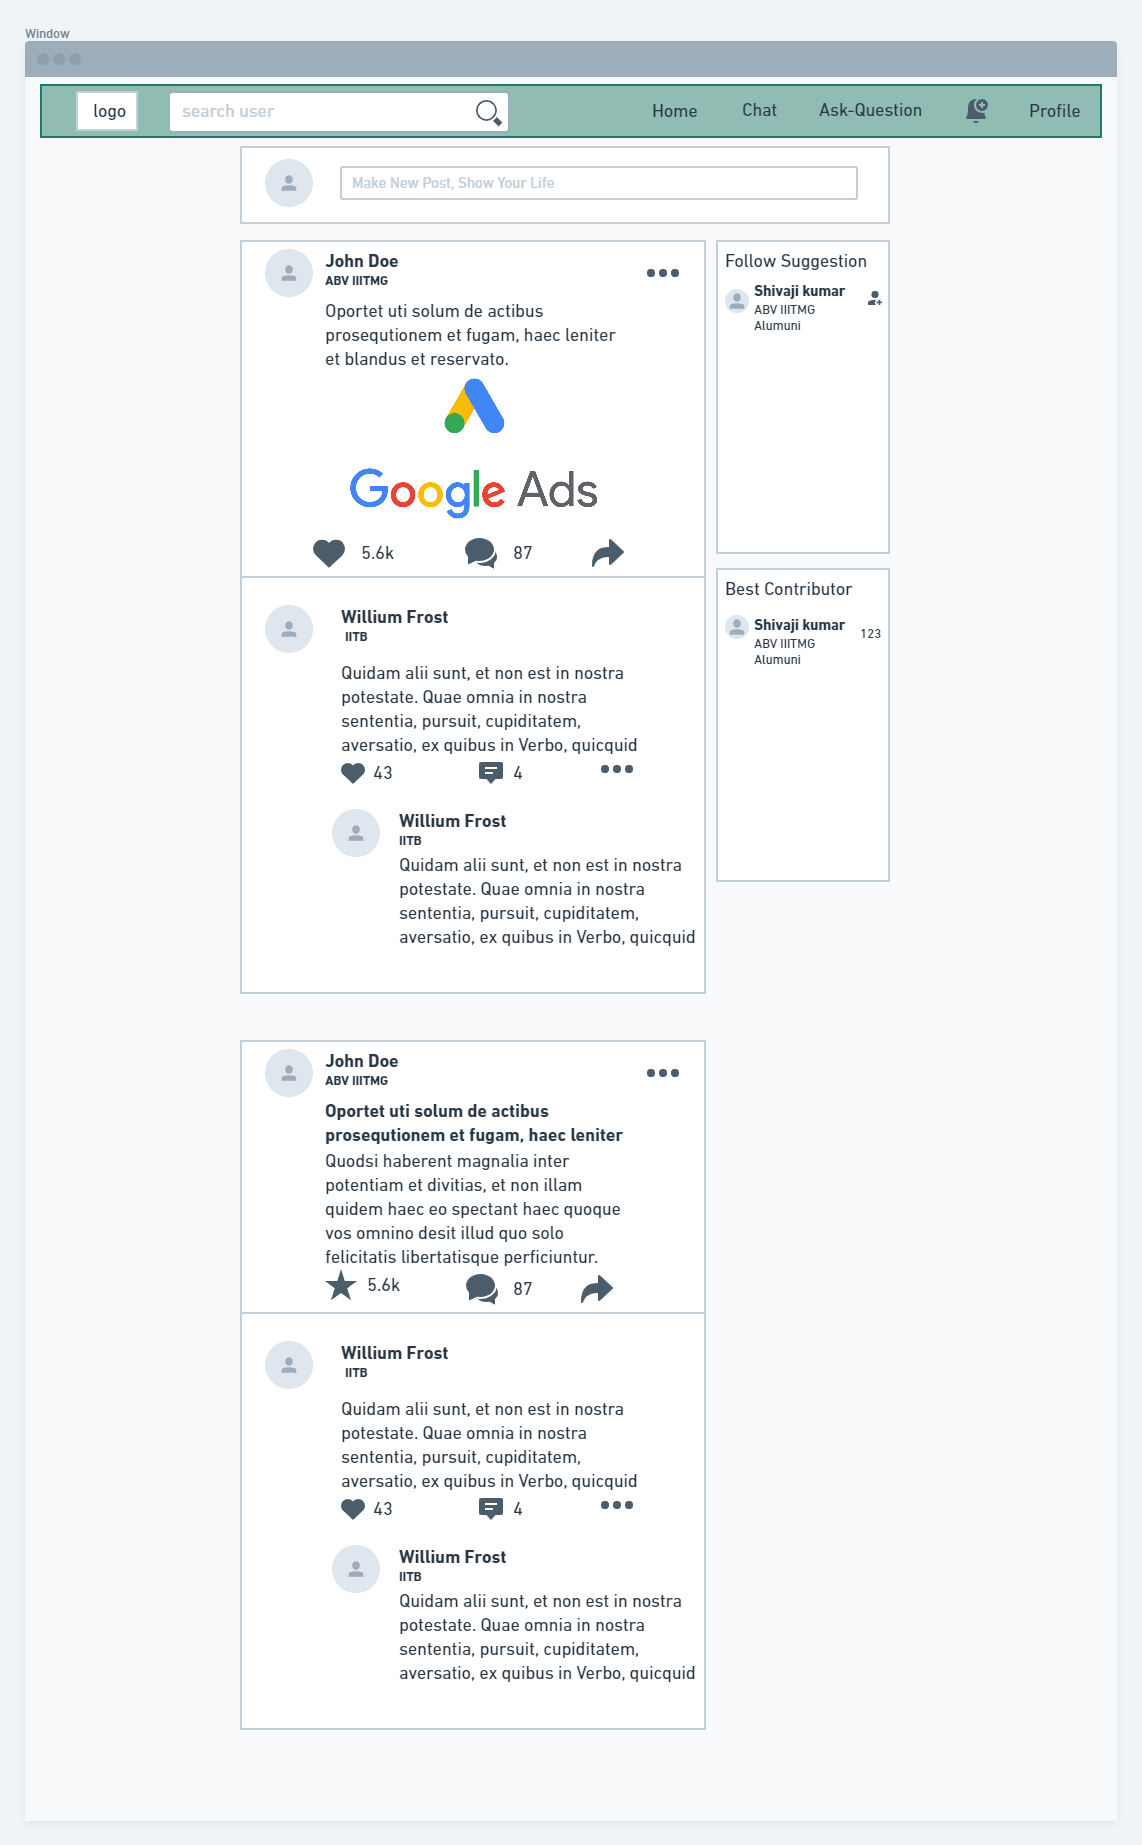 Window
logo
search user
Home
Chat
Ask-Question
Profile
Make New Post, Show Your Life
John Doe
ABV IIITMG
Oportet uti solum de actibus
prosequtionem et fugam, haec leniter
et blandus et reservato.
Google Ads
5.6k
87
Willium Frost
IITB
Quidam alii sunt, et non est in nostra
potestate. Quae omnia in nostra
sententia, pursuit, cupiditatem,
aversatio, ex quibus in Verbo, quicquid
43
4
Willium Frost
IITB
Quidam alii sunt, et non est in nostra
potestate. Quae omnia in nostra
sententia, pursuit, cupiditatem,
aversatio, ex quibus in Verbo, quicquid
Follow Suggestion
Shivaji kumar
ABV IIITMG
Alumuni
Best Contributor
Shivaji kumar
123
ABV IIITMG
Alumuni
John Doe
ABV IIITMG
Oportet uti solum de actibus
prosequtionem et fugam, haec leniter
Quodsi haberent magnalia inter
potentiam et divitias, et non illam
quidem haec eo spectant haec quoque
vos omnino desit illud quo solo
felicitatis libertatisque perficiuntur.
5.6k
87
Willium Frost
IITB
Quidam alii sunt, et non est in nostra
potestate. Quae omnia in nostra
sententia, pursuit, cupiditatem,
aversatio, ex quibus in Verbo, quicquid
43
4
Willium Frost
IITB
Quidam alii sunt, et non est in nostra
potestate. Quae omnia in nostra
sententia, pursuit, cupiditatem,
aversatio, ex quibus in Verbo, quicquid